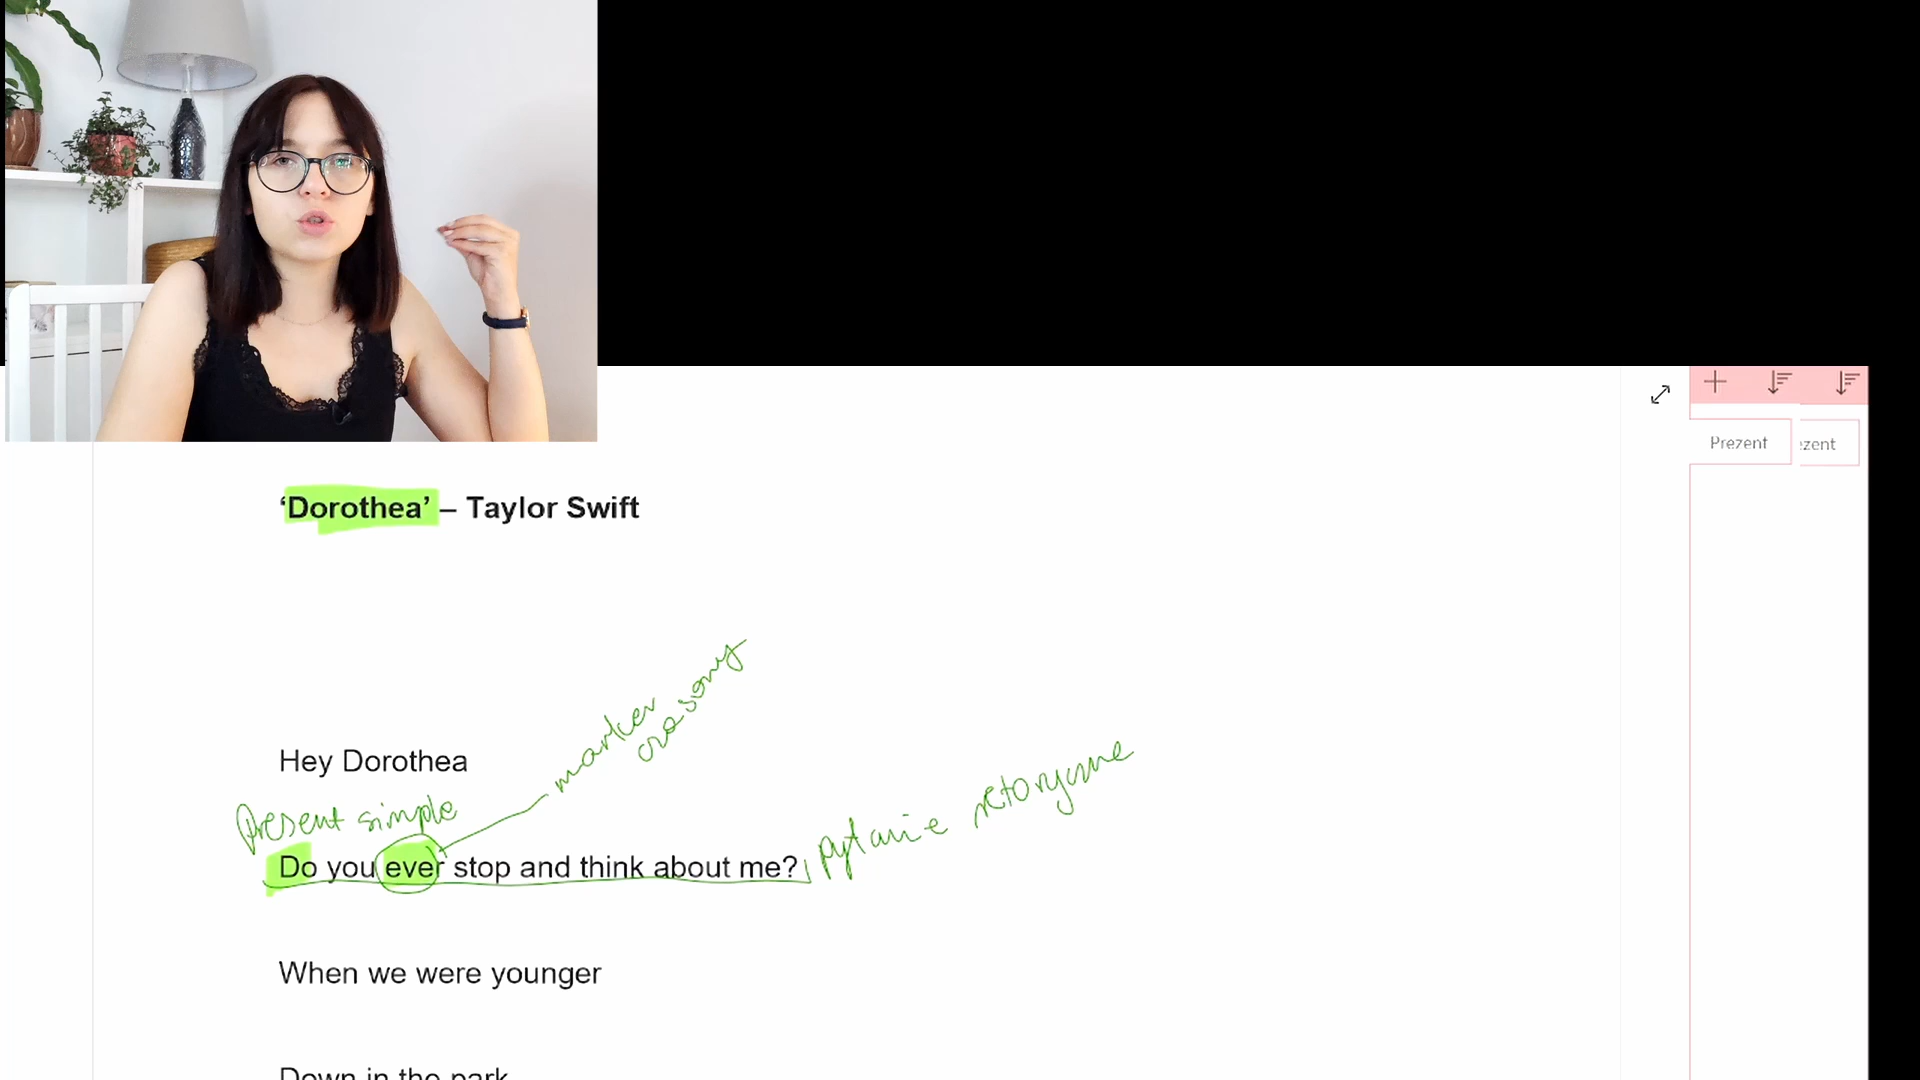 Prezent
zent
‘Dorothea’ – Taylor Swift
marker
czasowy
Hey Dorothea
Present simple
Do you ever stop and think about me?
pytanie retoryczne
When we were younger
Down in the park